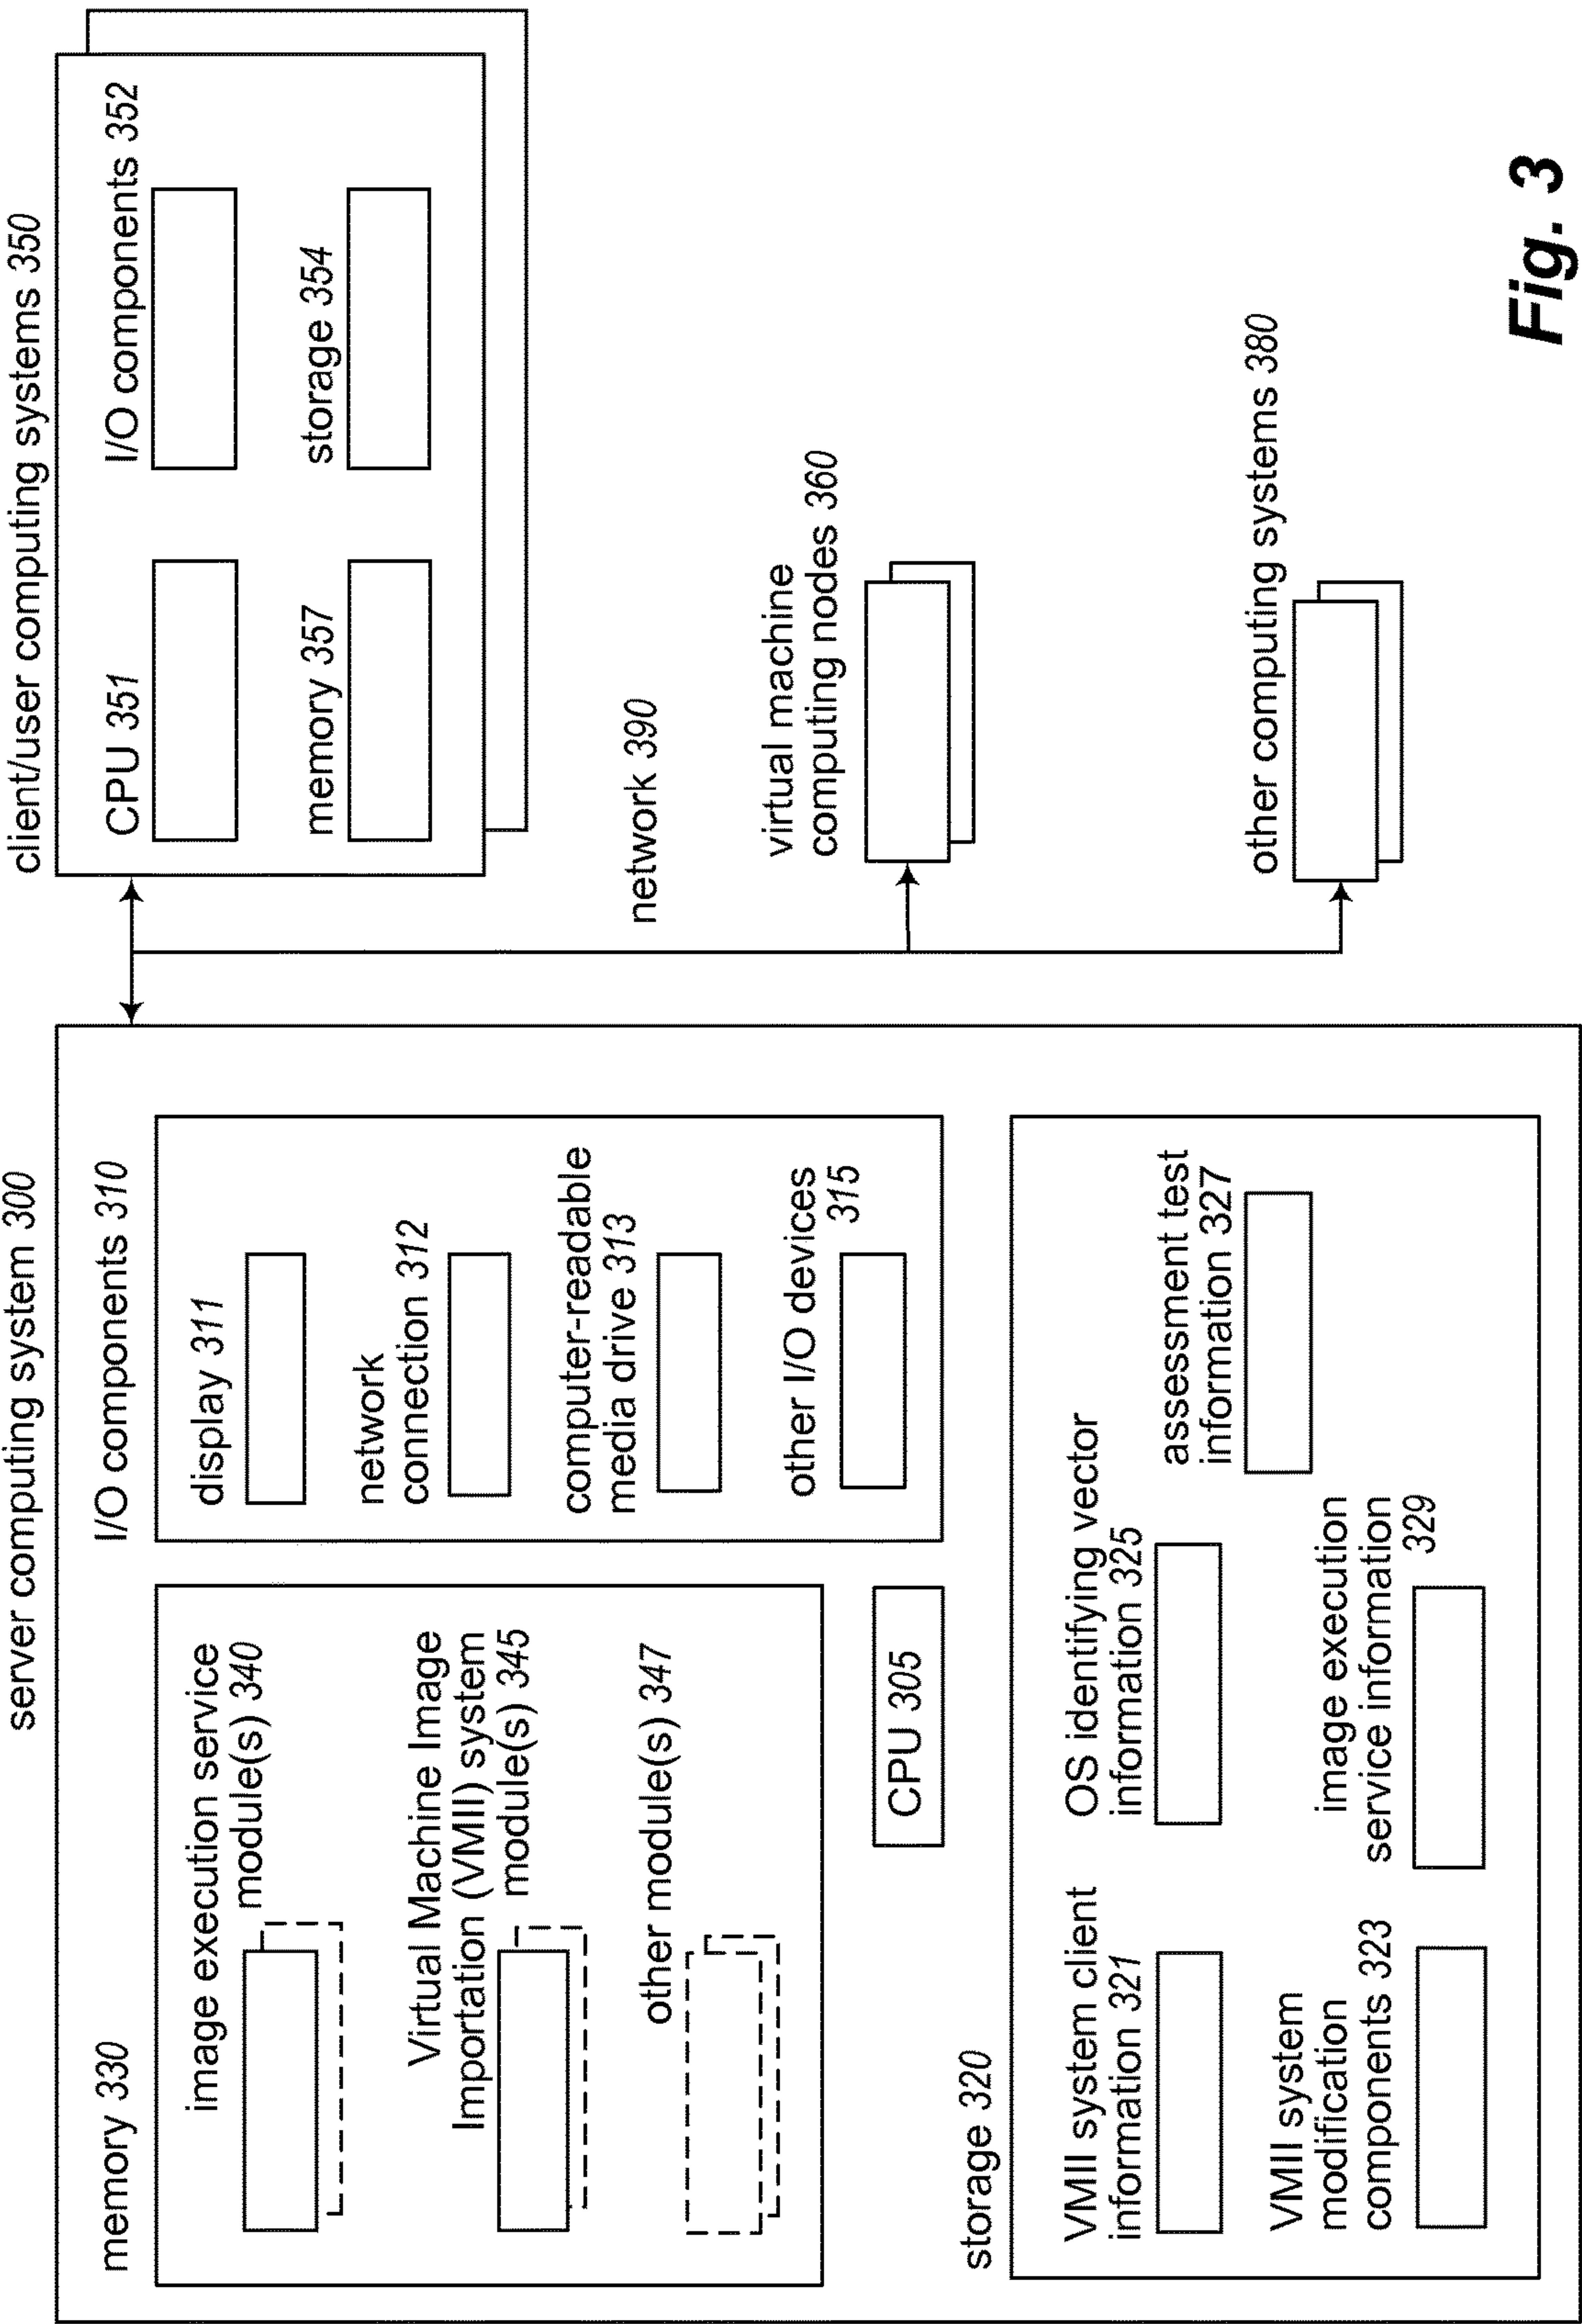 server computing system 300
memory 330
image execution service
module(s) 340
Virtual Machine Image
Importation (VMII) system
module(s) 345
other module(s) 347
I/O components 310
display 311
network
connection 312
computer-readable
media drive 313
other I/O devices
315
CPU 305
storage 320
VMII system client
information 321
OS identifying vector
information 325
assessment test
information 327
VMII system
modification
components 323
image execution
service information
329
client/user computing systems 350
CPU 351
I/O components 352
memory 357
storage 354
network 390
virtual machine
computing nodes 360
other computing systems 380
Fig. 3